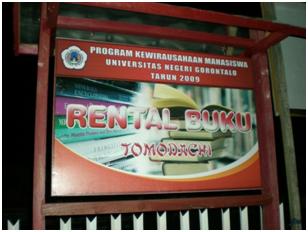 PROGRAM KEWIRAUSAHAAN MAHASISWA
UNIVERSITAS NEGERI GORONTALO
TAHUN 2009
RENTAL BUKU
TOMODACHI